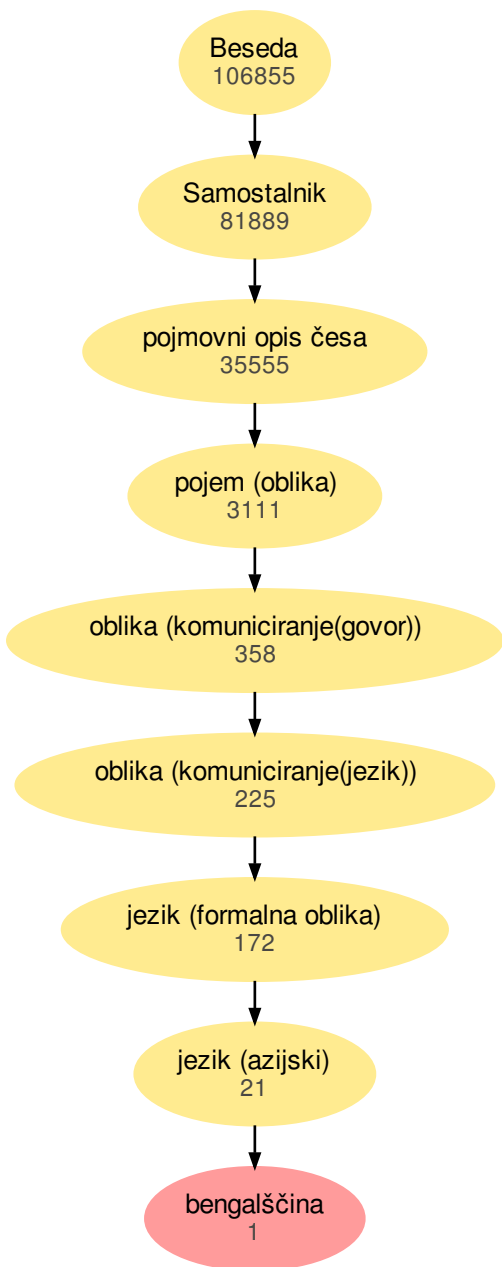 Beseda
106855
Samostalnik
81889
pojmovni opis česa
35555
pojem (oblika)
3111
oblika (komuniciranje(govor))
358
oblika (komuniciranje(jezik))
225
jezik (formalna oblika)
172
jezik (azijski)
21
bengalščina
1